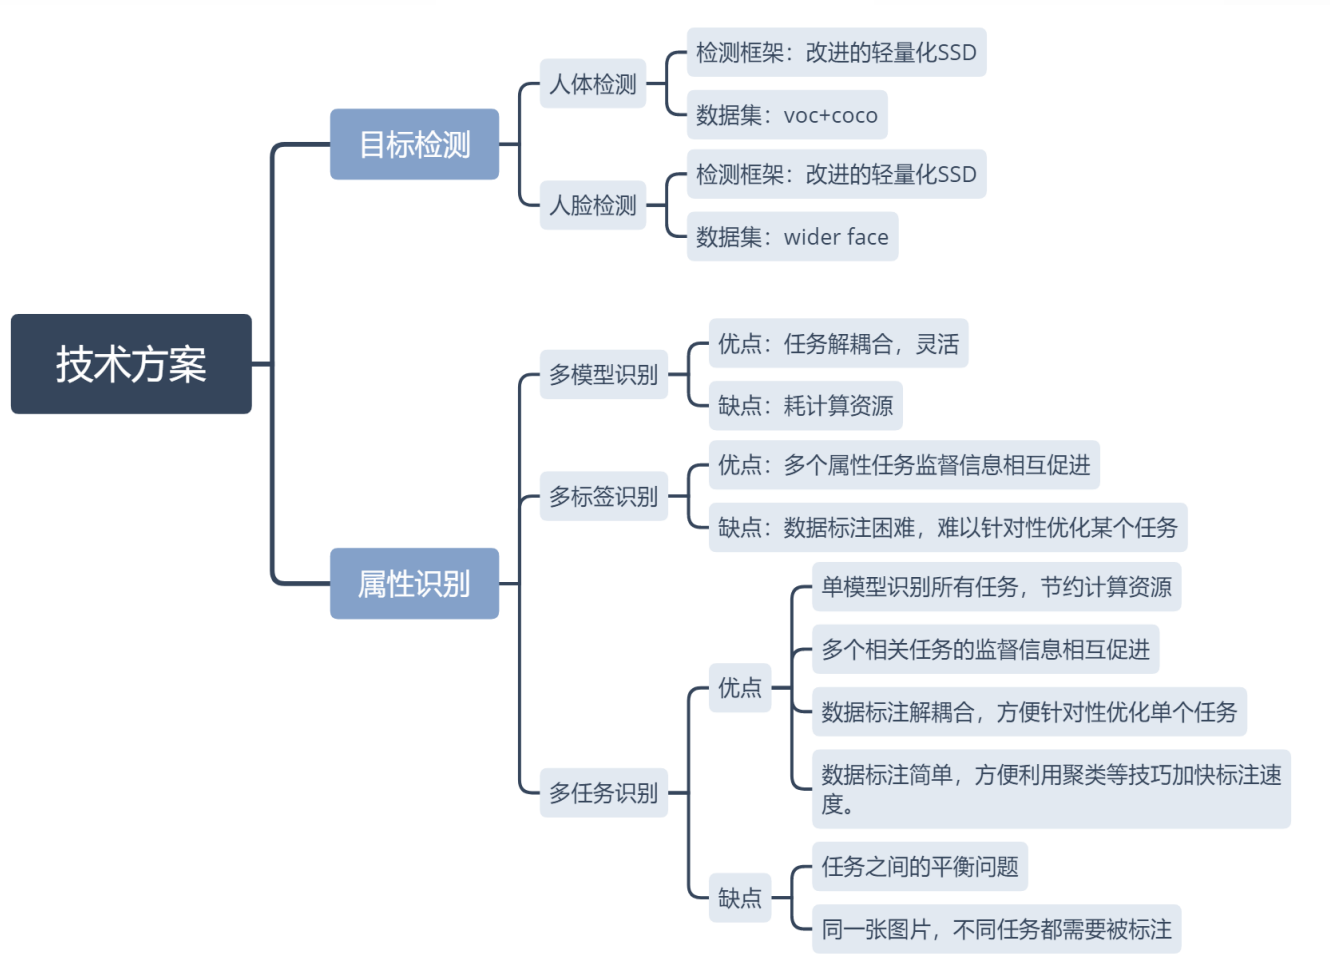 技术方案
目标检测
人体检测
检测框架：改进的轻量化SSD
数据集：voc+coco
人脸检测
检测框架：改进的轻量化SSD
数据集：wider face
属性识别
多模型识别
优点：任务解耦合，灵活
缺点：耗计算资源
多标签识别
优点：多个属性任务监督信息相互促进
缺点：数据标注困难，难以针对性优化某个任务
多任务识别
优点
单模型识别所有任务，节约计算资源
多个相关任务的监督信息相互促进
数据标注解耦合，方便针对性优化单个任务
数据标注简单，方便利用聚类等技巧加快标注速
度。
缺点
任务之间的平衡问题
同一张图片，不同任务都需要被标注